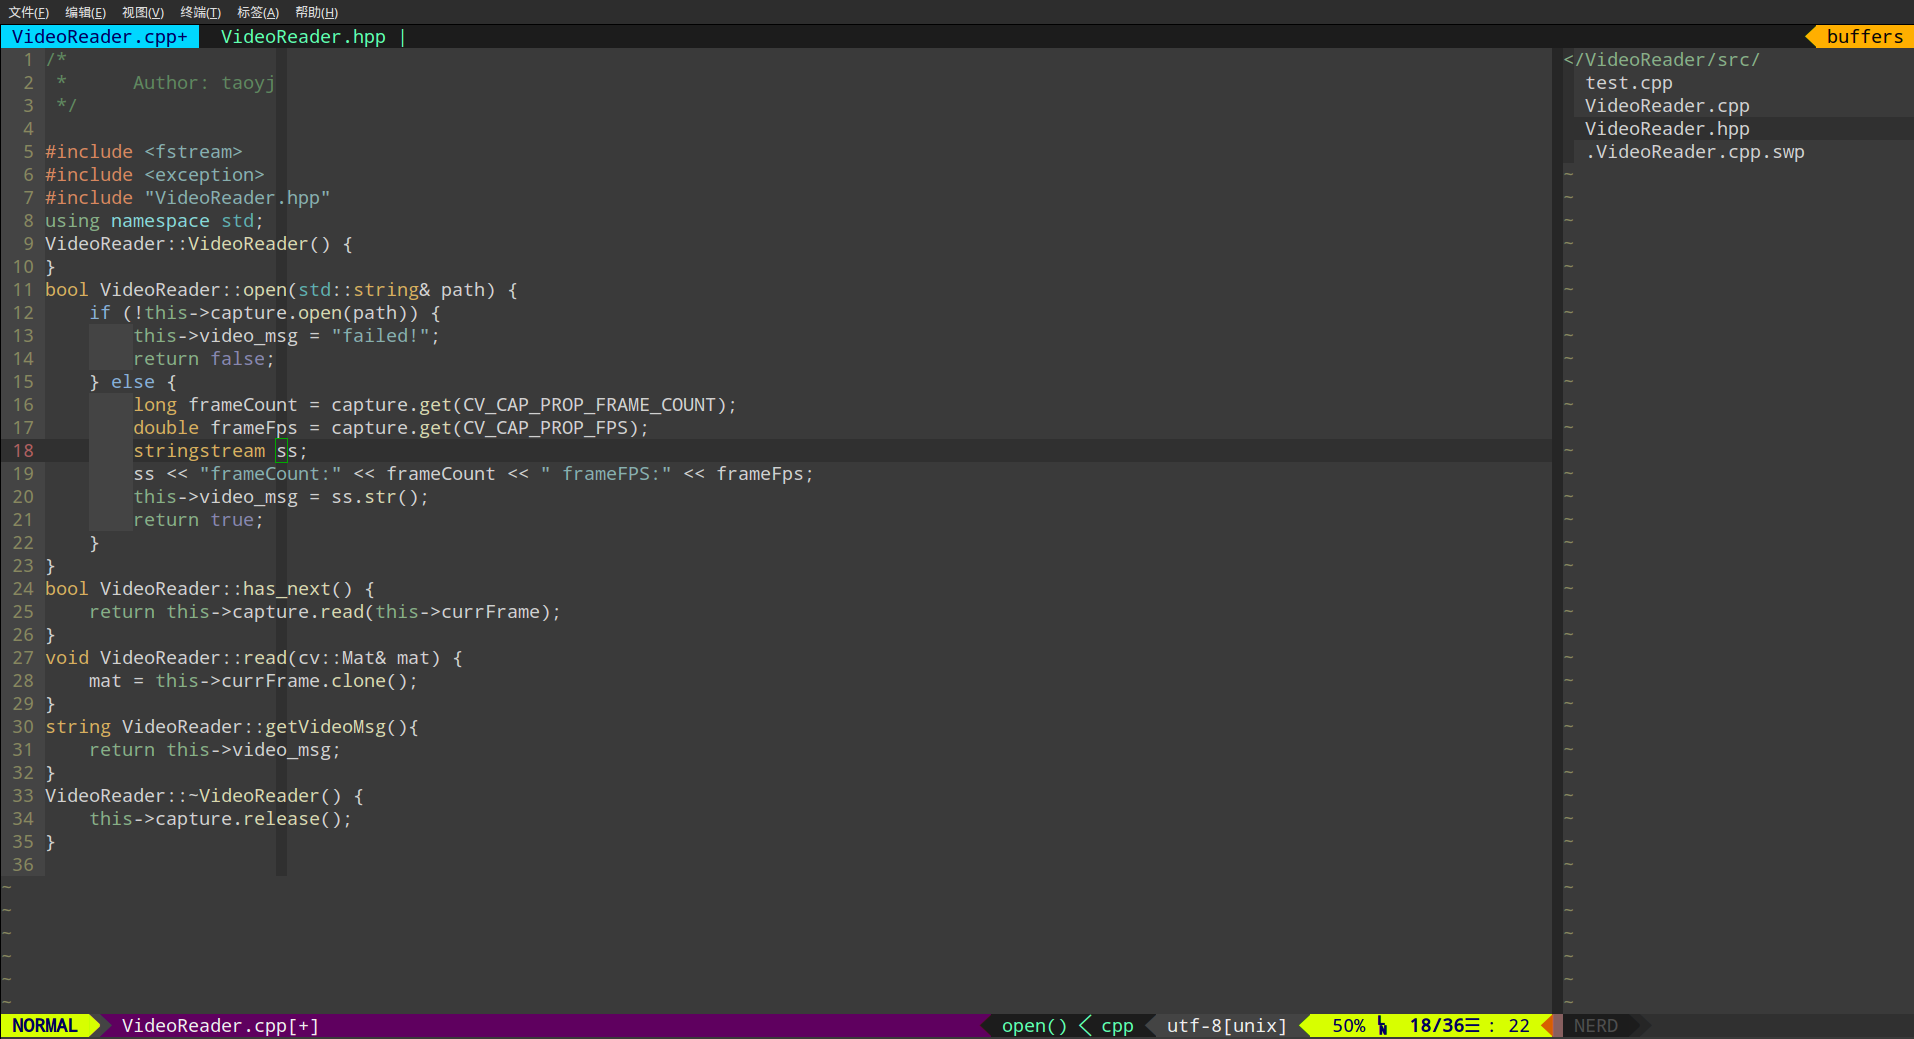 文件(F) 编辑(E) 视图(V) 终端(T) 标签(A) 帮助(H)
VideoReader.cpp+ VideoReader.hpp | buffers
1 /*
2  *      Author: taoyj
3  */
4
5 #include <fstream>
6 #include <exception>
7 #include "VideoReader.hpp"
8 using namespace std;
9 VideoReader::VideoReader() {
10 }
11 bool VideoReader::open(std::string& path) {
12     if (!this->capture.open(path)) {
13         this->video_msg = "failed!";
14         return false;
15     } else {
16         long frameCount = capture.get(CV_CAP_PROP_FRAME_COUNT);
17         double frameFps = capture.get(CV_CAP_PROP_FPS);
18         stringstream ss;
19         ss << "frameCount:" << frameCount << " frameFPS:" << frameFps;
20         this->video_msg = ss.str();
21         return true;
22     }
23 }
24 bool VideoReader::has_next() {
25     return this->capture.read(this->currFrame);
26 }
27 void VideoReader::read(cv::Mat& mat) {
28     mat = this->currFrame.clone();
29 }
30 string VideoReader::getVideoMsg(){
31     return this->video_msg;
32 }
33 VideoReader::~VideoReader() {
34     this->capture.release();
35 }
36
</VideoReader/src/
test.cpp
VideoReader.cpp
VideoReader.hpp
.VideoReader.cpp.swp
NORMAL VideoReader.cpp[+] open() < cpp utf-8[unix] 50% ␤ 18/36☰ : 22 NERD